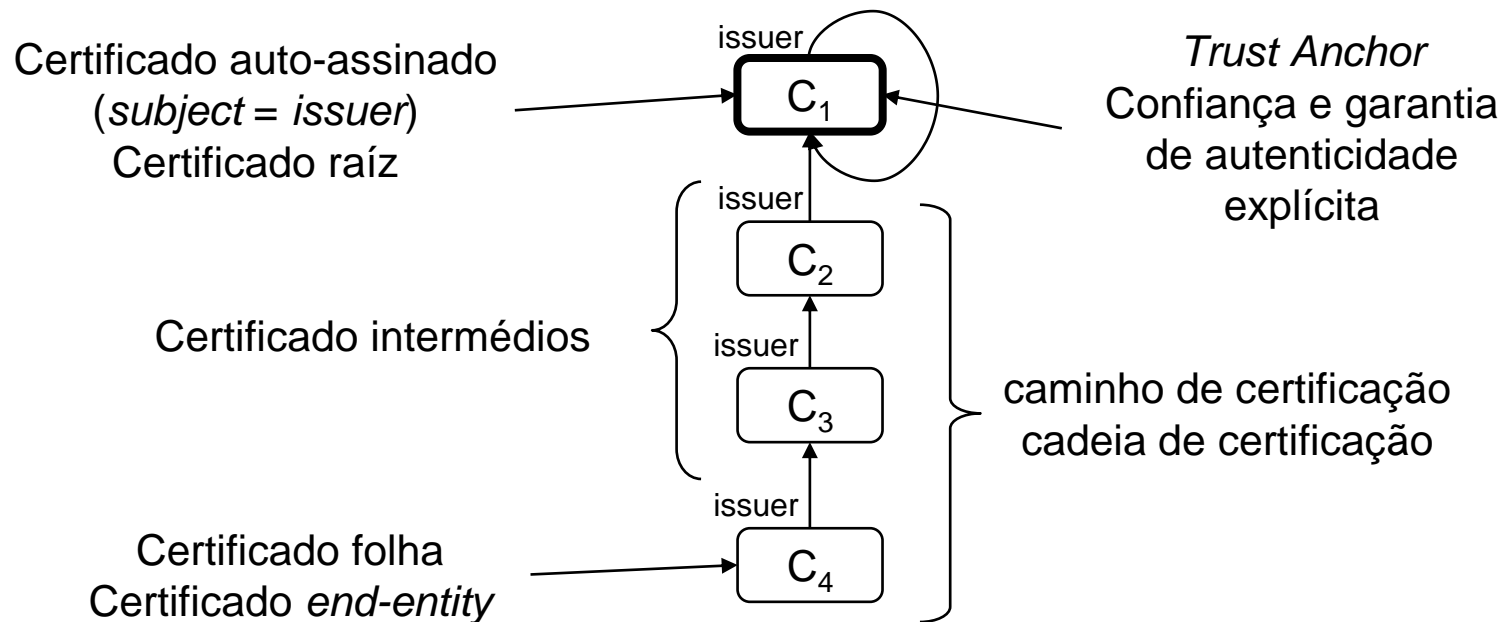 Certificado auto-assinado
(subject = issuer)
Certificado raíz
issuer
C1
Trust Anchor
Confiança e garantia
de autenticidade
explícita
issuer
C2
Certificado intermédios
issuer
C3
caminho de certificação
cadeia de certificação
issuer
C4
Certificado folha
Certificado end-entity